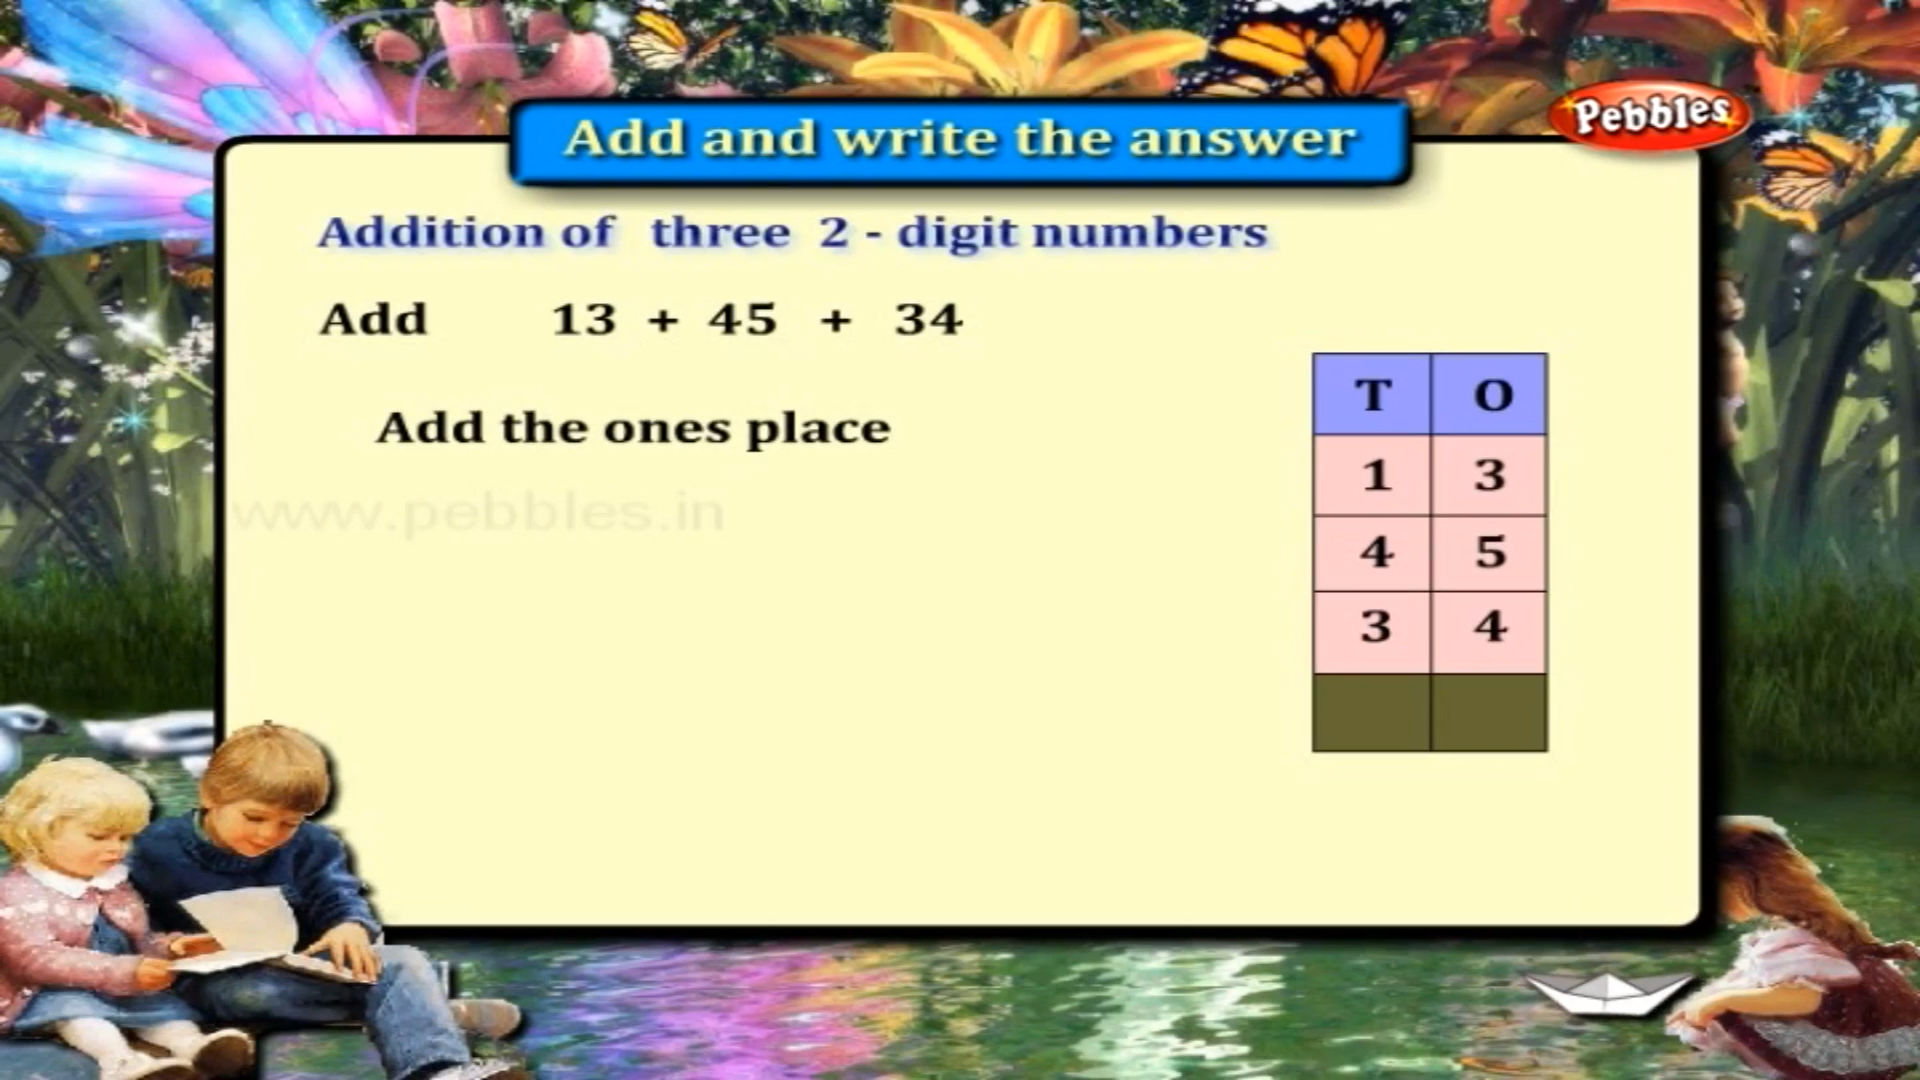 Add and write the answer
Pebbles
Addition of three 2 - digit numbers
Add 13 + 45 + 34
Add the ones place
www.pebbles.in
T O
1 3
4 5
3 4